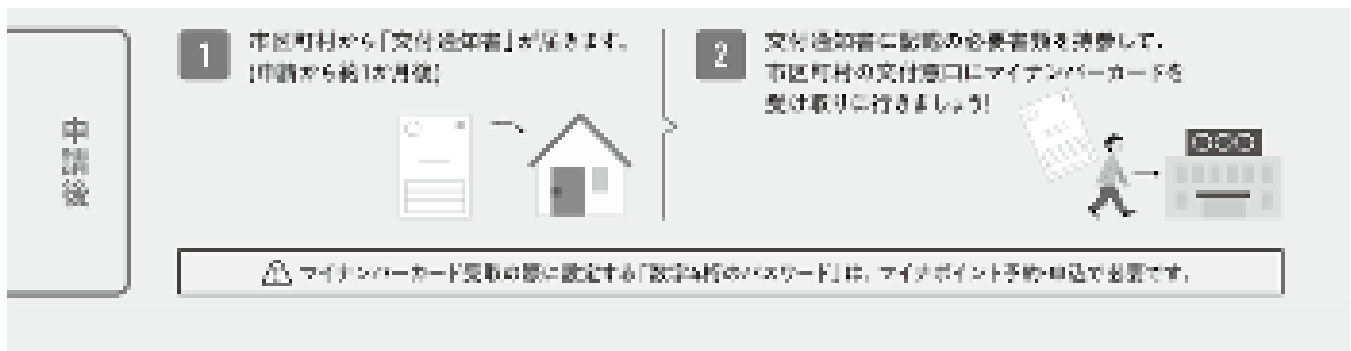 申請後
1
市区町村から「交付通知書」が届きます。
(申請から約1か月後)
2
交付通知書に記載の必要書類を持参して、
市区町村の交付窓口にマイナンバーカードを
受け取りに行きましょう!
○○○
マイナンバーカード受取の際に設定する「数字4桁のパスワード」は、マイナポイント予約・申込で必要です。